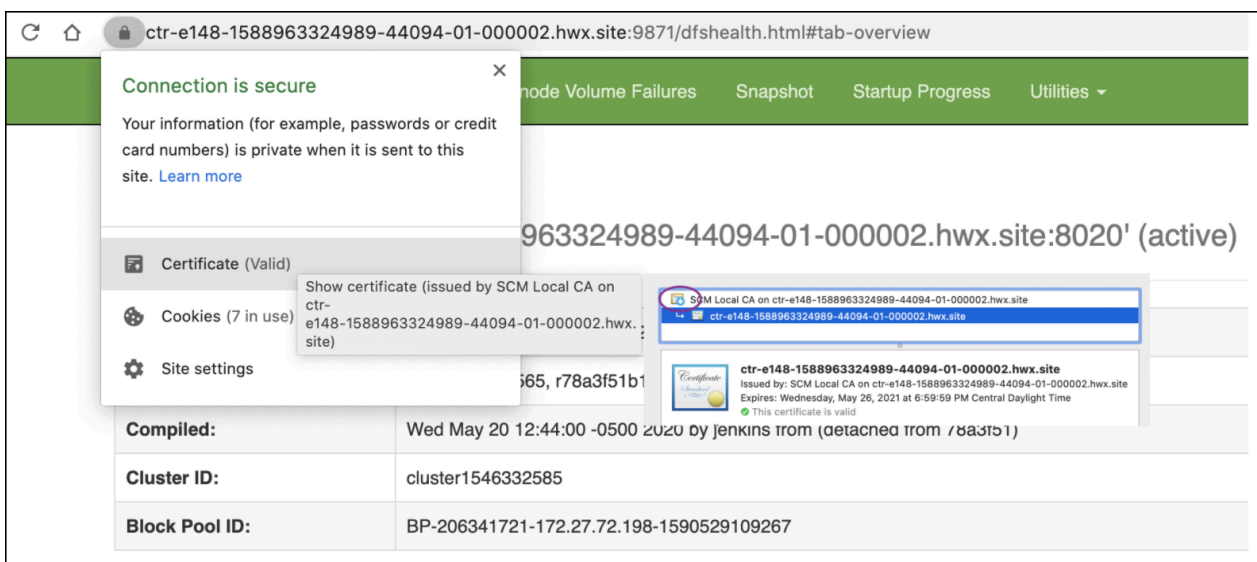 ctr-e148-1588963324989-44094-01-000002.hwx.site:9871/dfshealth.html#tab-overview
Connection is secure
Your information (for example, passwords or credit
card numbers) is private when it is sent to this
site. Learn more
node Volume Failures Snapshot Startup Progress Utilities
963324989-44094-01-000002.hwx.site:8020' (active)
Certificate (Valid)
Show certificate (issued by SCM Local CA on
ctr-
e148-1588963324989-44094-01-000002.hwx.
site)
Cookies (7 in use)
Site settings
SCM Local CA on ctr-e148-1588963324989-44094-01-000002.hwx.site
ctr-e148-1588963324989-44094-01-000002.hwx.site
Certificate
Standard
ctr-e148-1588963324989-44094-01-000002.hwx.site
Issued by: SCM Local CA on ctr-e148-1588963324989-44094-01-000002.hwx.site
Expires: Wednesday, May 26, 2021 at 6:59:59 PM Central Daylight Time
This certificate is valid
565, r78a3f51b1
Compiled: Wed May 20 12:44:00 -0500 2020 by jenkins from (detached from 78a3f51)
Cluster ID: cluster1546332585
Block Pool ID: BP-206341721-172.27.72.198-1590529109267